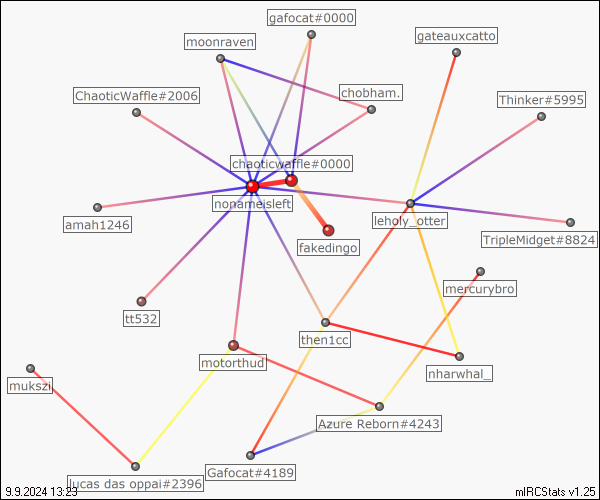 gafocat#0000
moonraven
gateauxcatto
ChaoticWaffle#2006
chobham.
Thinker#5995
chaoticwaffle#0000
nonameisleft
amah1246
leholy_otter
fakedingo
TripleMidget#8824
mercurybro
tt532
then1cc
motorthud
nharwhal_
mukszi
Azure Reborn#4243
Gafocat#4189
lucas das oppai#2396
9.9.2024 13:23
mIRCStats v1.25